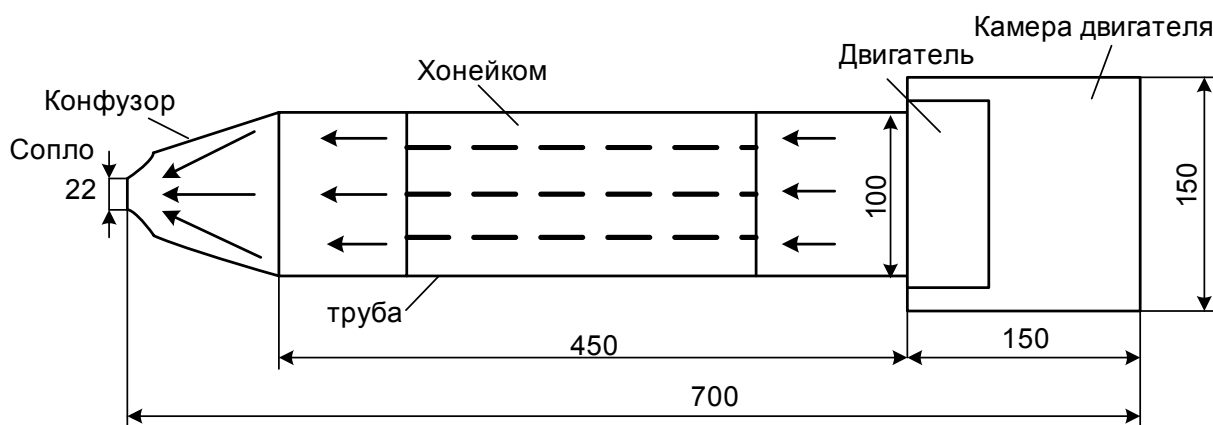 Камера двигателя
Двигатель
Хонейком
Конфузор
Сопло
22
100
150
труба
450
150
700